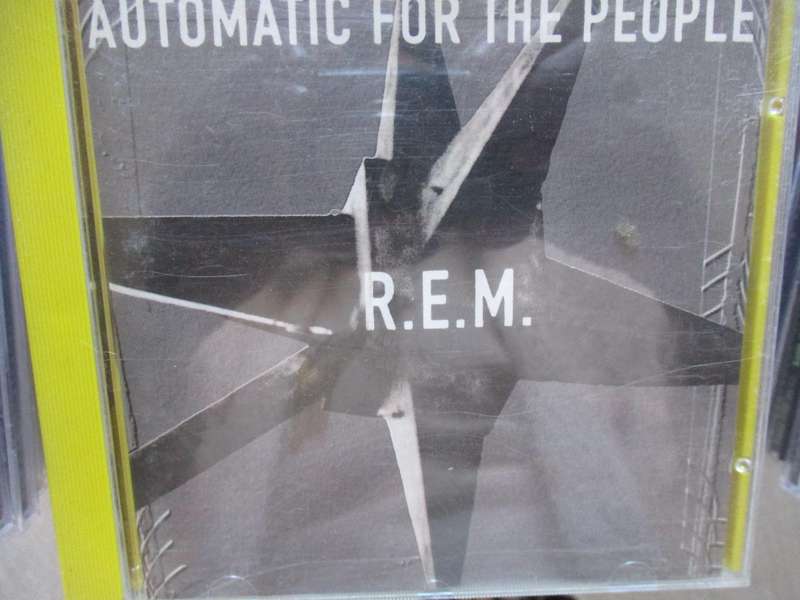 AUTOMATIC FOR THE PEOPLE
R.E.M.